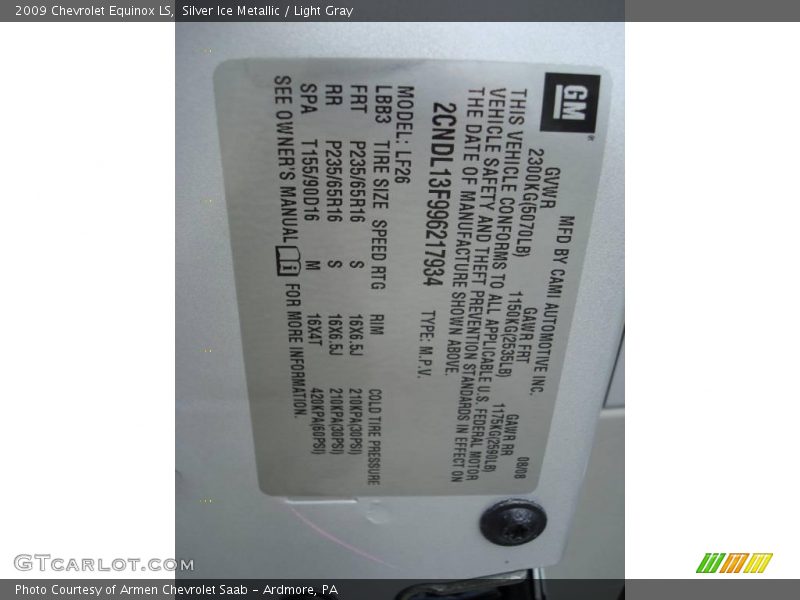 2009 Chevrolet Equinox LS, Silver Ice Metallic / Light Gray
GM®
MFD BY CAMI AUTOMOTIVE INC.
08/08
GVWR GAWR FRT GAWR RR
2300KG(5070LB) 1150KG(2535LB) 1175KG(2590LB)
THIS VEHICLE CONFORMS TO ALL APPLICABLE U.S. FEDERAL MOTOR
VEHICLE SAFETY AND THEFT PREVENTION STANDARDS IN EFFECT ON
THE DATE OF MANUFACTURE SHOWN ABOVE.
2CNDL13F996217934 TYPE: M.P.V.
MODEL: LF26
LBB3 TIRE SIZE SPEED RTG RIM COLD TIRE PRESSURE
FRT P235/65R16 S 16X6.5J 210KPA(30PSI)
RR P235/65R16 S 16X6.5J 210KPA(30PSI)
SPA T155/90D16 M 16X4T 420KPA(60PSI)
SEE OWNER'S MANUAL FOR MORE INFORMATION.
GTCARLOT.COM
Photo Courtesy of Armen Chevrolet Saab - Ardmore, PA